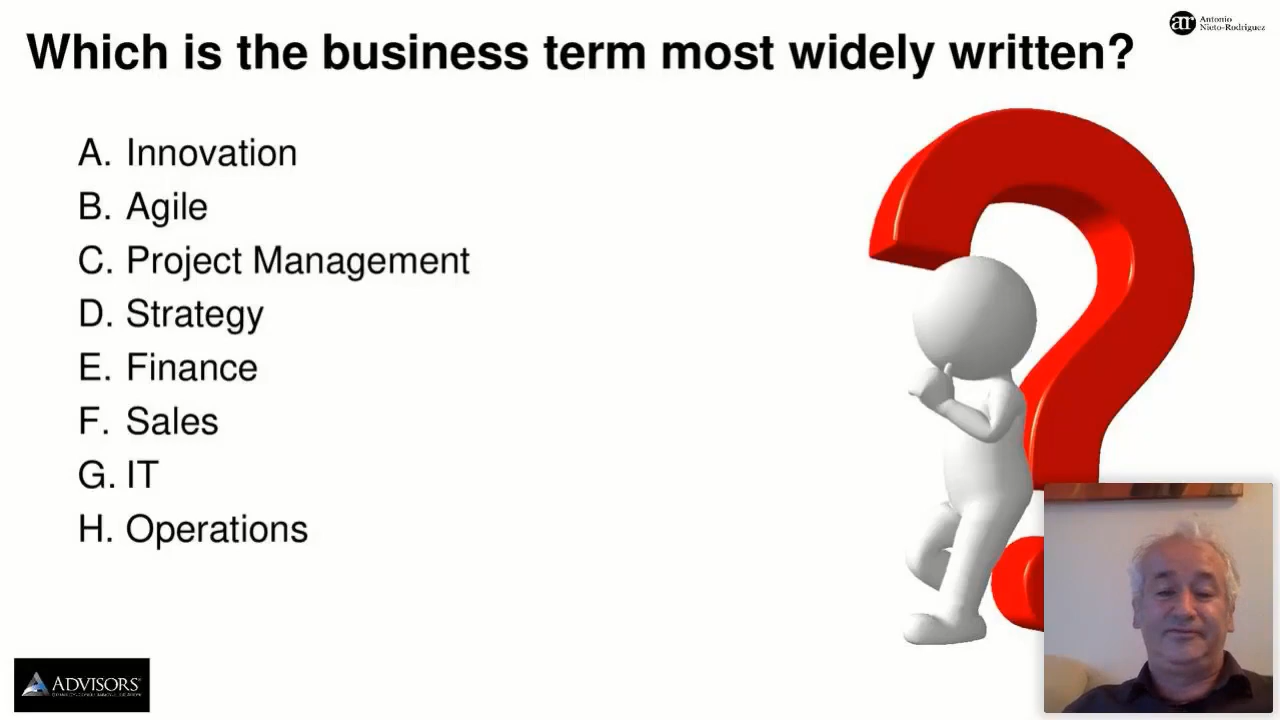 Which is the business term most widely written?
ar Antonio
Nieto-Rodriguez
A. Innovation
B. Agile
C. Project Management
D. Strategy
E. Finance
F. Sales
G. IT
H. Operations
ADVISORS